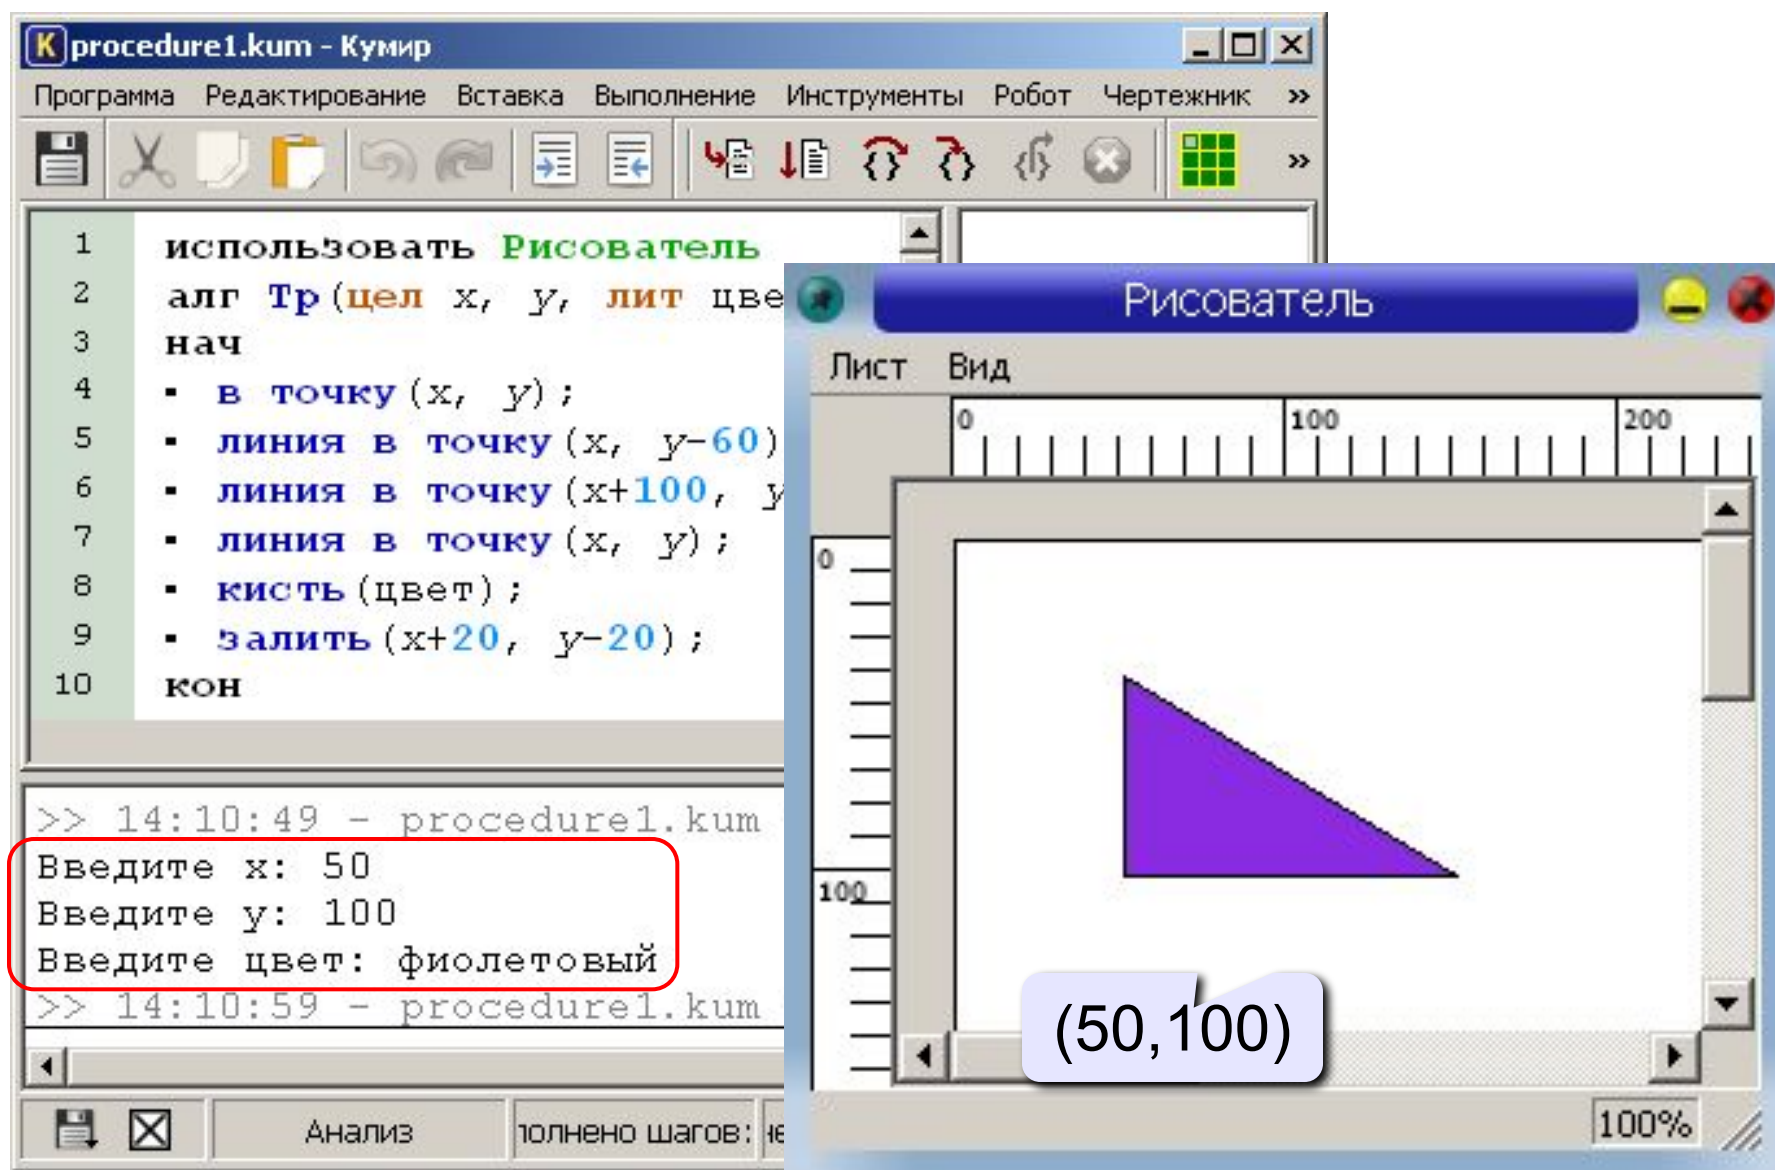 procedure1.kum - Кумир
Программа Редактирование Вставка Выполнение Инструменты Робот Чертежник »
»
1 использовать Рисователь
2 алг Тр(цел x, y, лит цве
3 нач
4 ▪ в точку(x, y);
5 ▪ линия в точку(x, y-60)
6 ▪ линия в точку(x+100, y
7 ▪ линия в точку(x, y);
8 ▪ кисть(цвет);
9 ▪ залить(x+20, y-20);
10 кон
>> 14:10:49 - procedure1.kum
Введите x: 50
Введите y: 100
Введите цвет: фиолетовый
>> 14:10:59 - procedure1.kum
Анализ
Рисователь
Лист Вид
0 100 200
0
100
(50,100)
100%